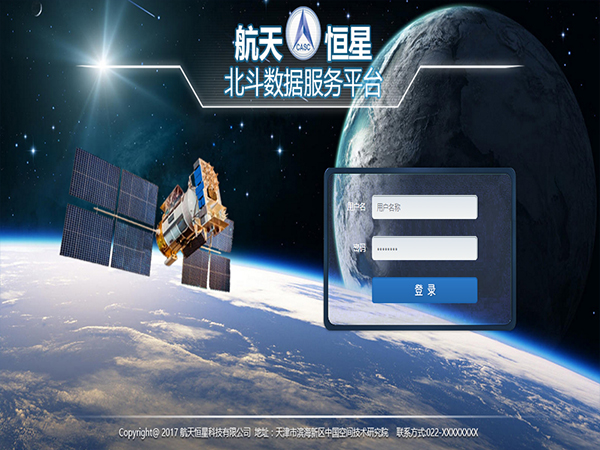 航天 CASC 恒星
北斗数据服务平台
用户名 用户名称
密码 ••••••••
登 录
Copyright@ 2017 航天恒星科技有限公司 地址：天津市滨海新区中国空间技术研究院 联系方式:022-XXXXXXXX